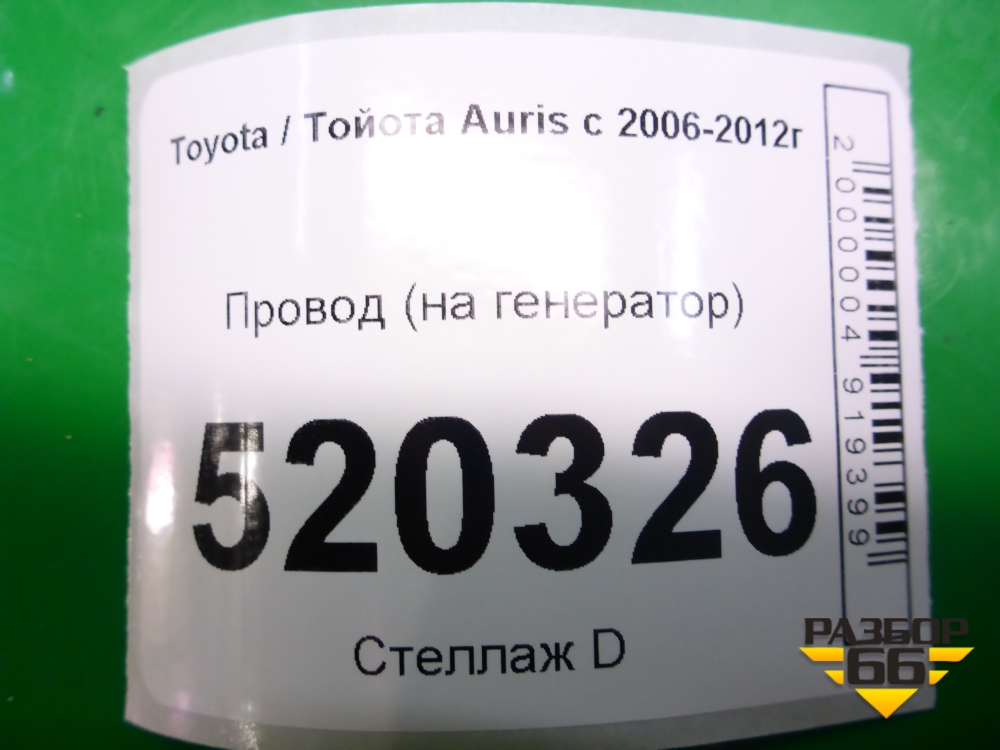 Toyota / Тойота Auris с 2006-2012г
Провод (на генератор)
520326
Стеллаж D
2000004919399
РАЗБОР
66